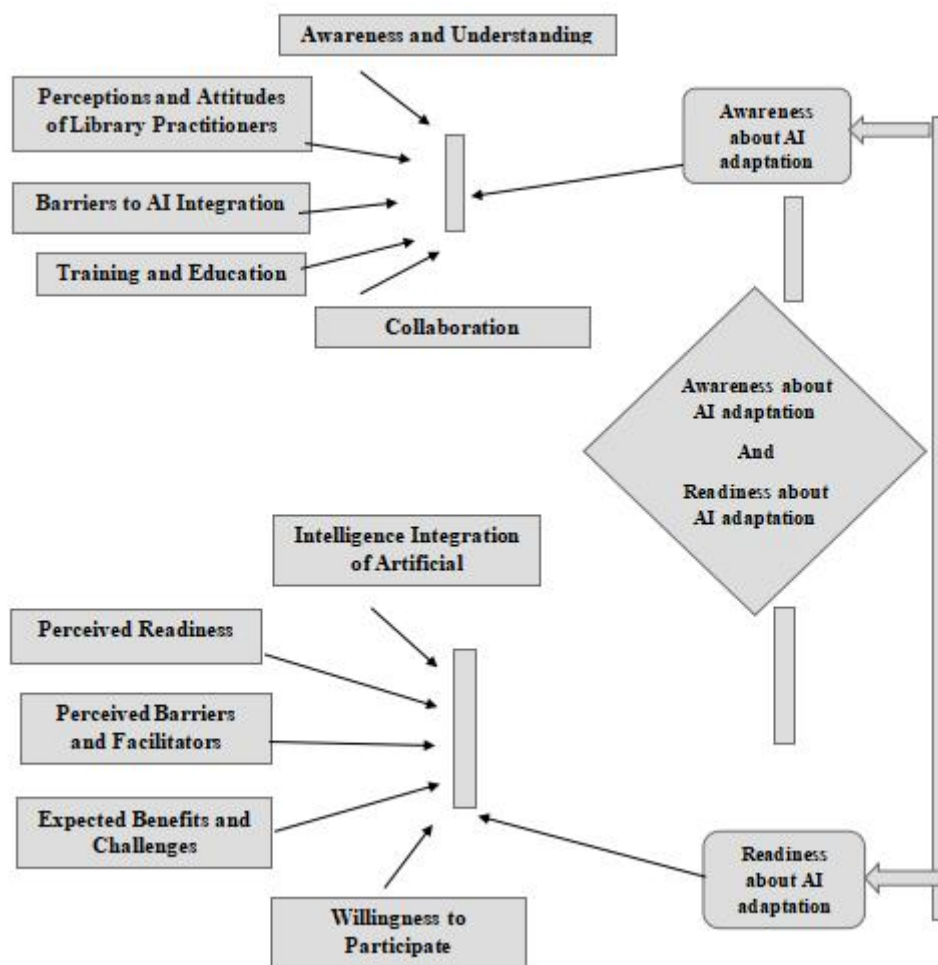 Awareness and Understanding
Perceptions and Attitudes
of Library Practitioners
Barriers to AI Integration
Training and Education
Collaboration
Awareness
about AI
adaptation
Awareness about
AI adaptation
And
Readiness about
AI adaptation
Intelligence Integration
of Artificial
Perceived Readiness
Perceived Barriers
and Facilitators
Expected Benefits and
Challenges
Willingness to
Participate
Readiness
about AI
adaptation